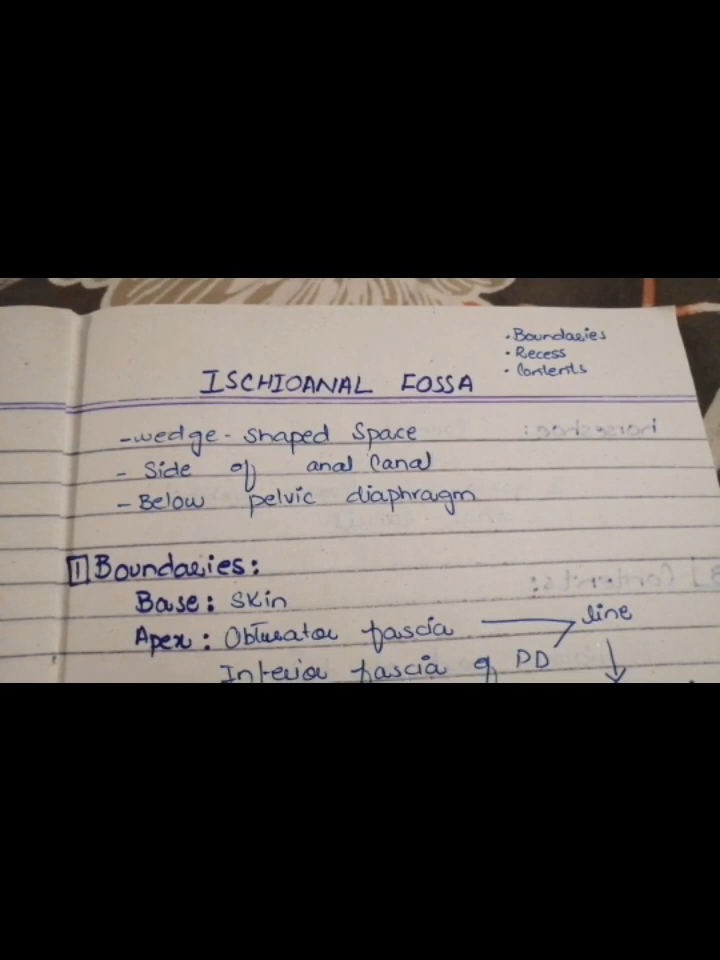 • Boundaries
• Recess
• Contents
ISCHIOANAL FOSSA
- wedge-shaped Space
- Side of anal Canal
- Below pelvic diaphragm
1 Boundaries:
Base: Skin
Apex: Obturator fascia line
Inferior fascia of PD